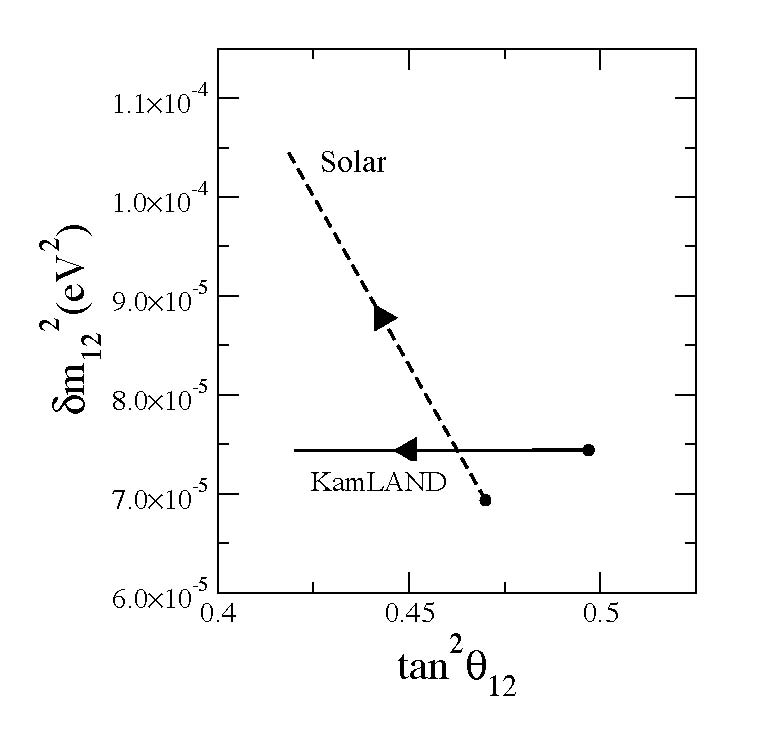 1.1×10⁻⁴
Solar
1.0×10⁻⁴
9.0×10⁻⁵
δm₁₂² (eV²)
8.0×10⁻⁵
KamLAND
7.0×10⁻⁵
6.0×10⁻⁵
0.4 0.45 0.5
tan²θ₁₂